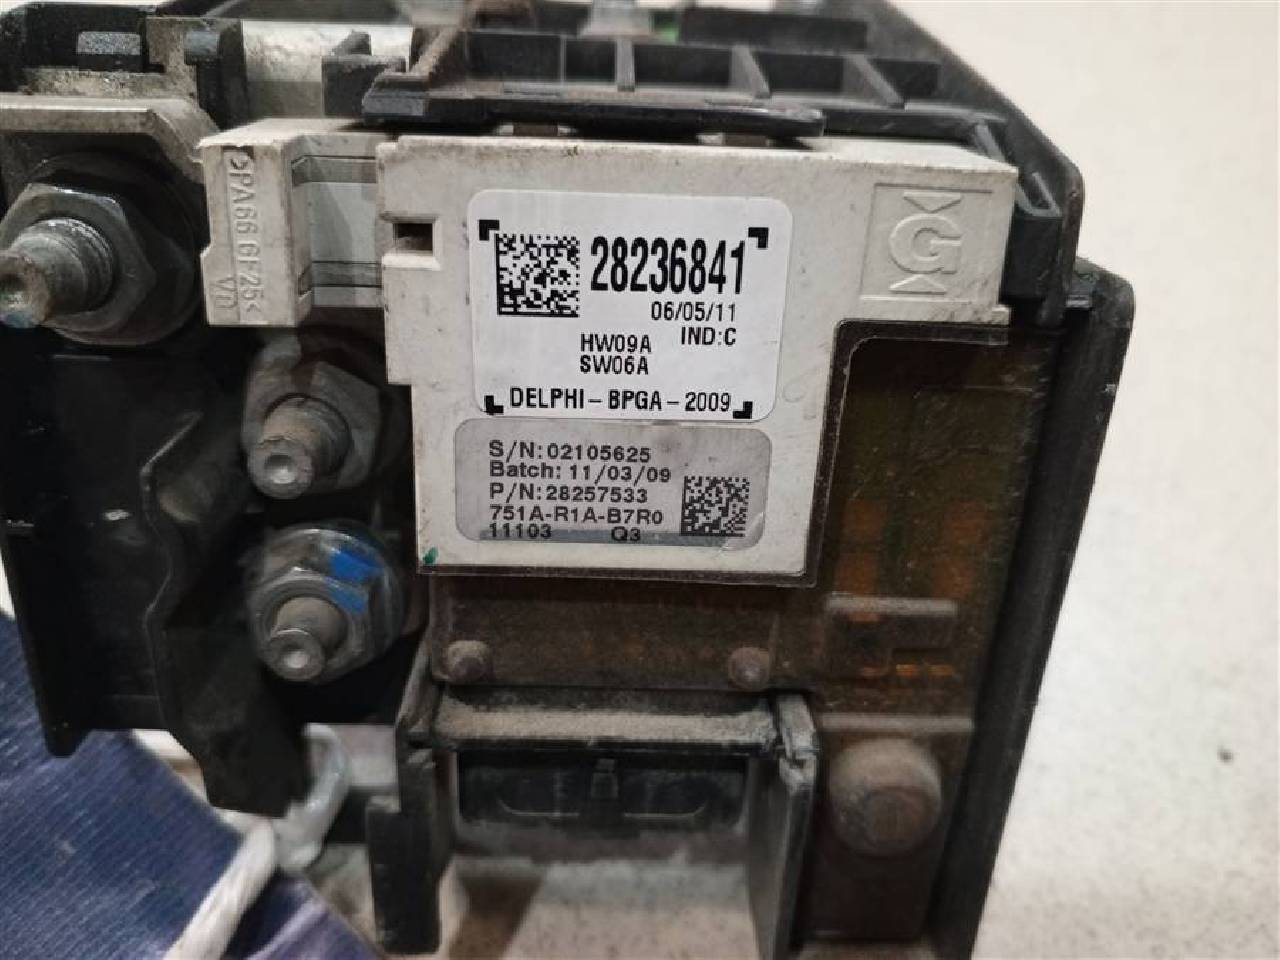 >PA66 GF25<
V0
G
28236841
06/05/11
IND:C
HW09A
SW06A
DELPHI-BPGA-2009
S/N:02105625
Batch: 11/03/09
P/N:28257533
751A-R1A-B7R0
11103 Q3